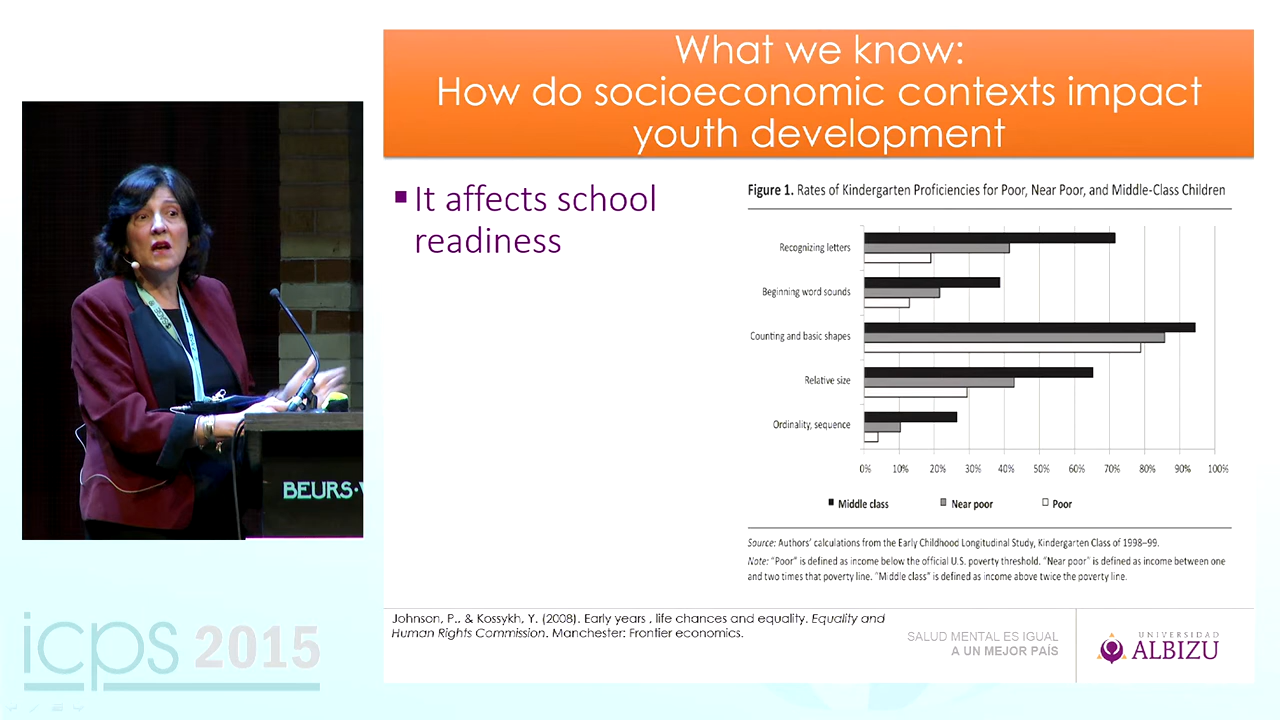 What we know:
How do socioeconomic contexts impact
youth development
It affects school
readiness
Figure 1. Rates of Kindergarten Proficiencies for Poor, Near Poor, and Middle-Class Children
Recognizing letters
Beginning word sounds
Counting and basic shapes
Relative size
Ordinality, sequence
0% 10% 20% 30% 40% 50% 60% 70% 80% 90% 100%
Middle class Near poor Poor
Source: Authors' calculations from the Early Childhood Longitudinal Study, Kindergarten Class of 1998–99.
Note: "Poor" is defined as income below the official U.S. poverty threshold. "Near poor" is defined as income between one
and two times that poverty line. "Middle class" is defined as income above twice the poverty line.
BEURS·
Johnson, P., & Kossykh, Y. (2008). Early years , life chances and equality. Equality and
Human Rights Commission. Manchester: Frontier economics.
SALUD MENTAL ES IGUAL
A UN MEJOR PAÍS
UNIVERSIDAD
ALBIZU
icps 2015